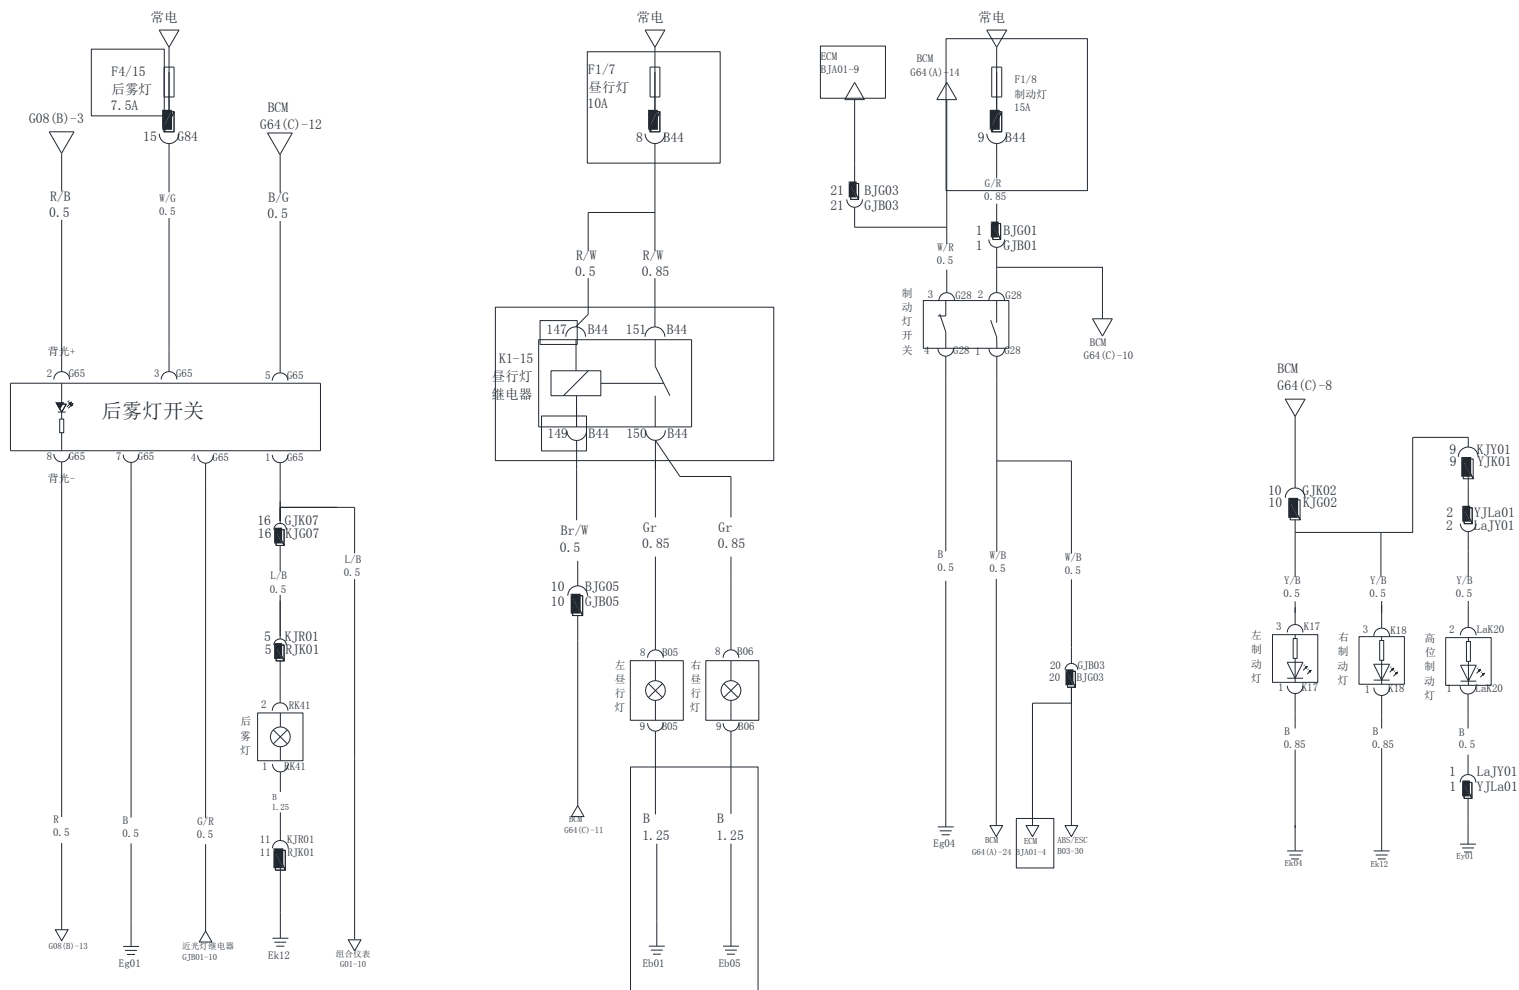 常电
F4/15
后雾灯
7.5A
G08(B)-3
BCM
G64(C)-12
15 G84
R/B
0.5
W/G
0.5
B/G
0.5
背光+
2 G65
3 G65
5 G65
后雾灯开关
8 G65
7 G65
4 G65
1 G65
背光-
16 GJK07
16 KJG07
L/B
0.5
L/B
0.5
5 KJR01
5 RJK01
2 RK41
后雾灯
1 RK41
B
1.25
R
0.5
B
0.5
G/R
0.5
11 KJR01
11 RJK01
G08(B)-13
Eg01
近光灯继电器
GJB01-10
Ek12
组合仪表
G01-10
常电
F1/7
昼行灯
10A
8 B44
R/W
0.5
R/W
0.85
147 B44
151 B44
K1-15
昼行灯
继电器
149 B44
150 B44
Br/W
0.5
Gr
0.85
Gr
0.85
10 BJG05
10 GJB05
8 B05
8 B06
左昼行灯
右昼行灯
9 B05
9 B06
BCM
G64(C)-11
B
1.25
B
1.25
Eb01
Eb05
常电
ECM
BJA01-9
BCM
G64(A)-14
F1/8
制动灯
15A
9 B44
G/R
0.85
21 BJG03
21 GJB03
1 BJG01
1 GJB01
W/R
0.5
3 G28
2 G28
制动灯开关
4 G28
1 G28
BCM
G64(C)-10
B
0.5
W/B
0.5
W/B
0.5
20 GJB03
20 BJG03
Eg04
BCM
G64(A)-24
ECM
BJA01-4
ABS/ESC
B03-30
BCM
G64(C)-8
9 KJY01
9 YJK01
10 GJK02
10 KJG02
2 YJLa01
2 LaJY01
Y/B
0.5
Y/B
0.5
Y/B
0.5
3 K17
3 K18
2 LaK20
左制动灯
右制动灯
高位制动灯
1 K17
1 K18
1 LaK20
B
0.85
B
0.85
B
0.5
1 LaJY01
1 YJLa01
Ek04
Ek12
Ey01